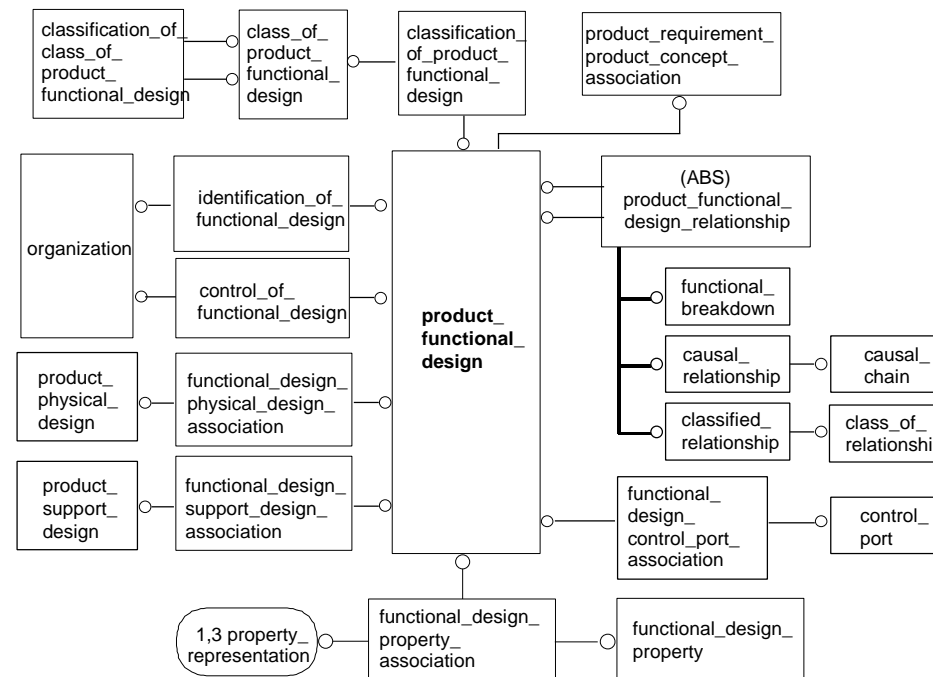 classification_of_
class_of_
product_
functional_design
class_of_
product_
functional_
design
classification_
of_product_
functional_
design
product_requirement_
product_concept_
association
organization
identification_of_
functional_design
control_of_
functional_design
product_
physical_
design
functional_design_
physical_design_
association
product_
support_
design
functional_design_
support_design_
association
product_
functional_
design
(ABS)
product_functional_
design_relationship
functional_
breakdown
causal_
relationship
causal_
chain
classified_
relationship
class_of_
relationshi
functional_
design_
control_port_
association
control_
port
1,3 property_
representation
functional_design_
property_
association
functional_design_
property